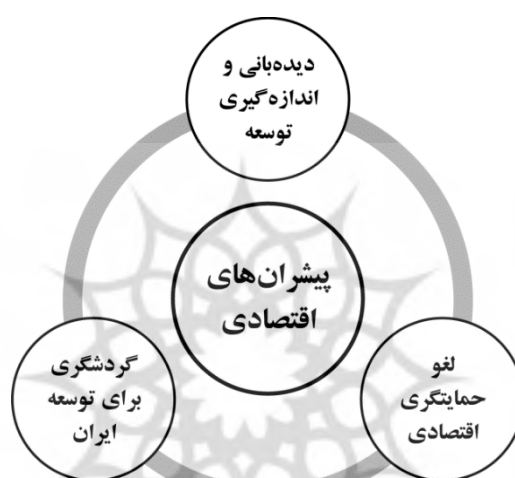 دیده‌بانی و
اندازه‌گیری
توسعه
پیشران‌های
اقتصادی
لغو
حمایتگری
اقتصادی
گردشگری
برای توسعه
ایران